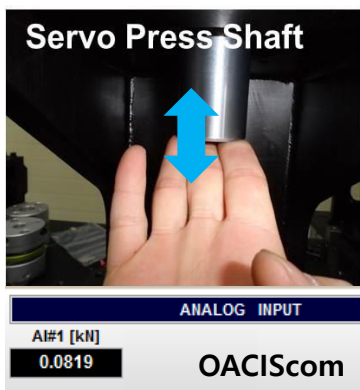 Servo Press Shaft
ANALOG INPUT
AI#1 [kN]
0.0819
OACIScom